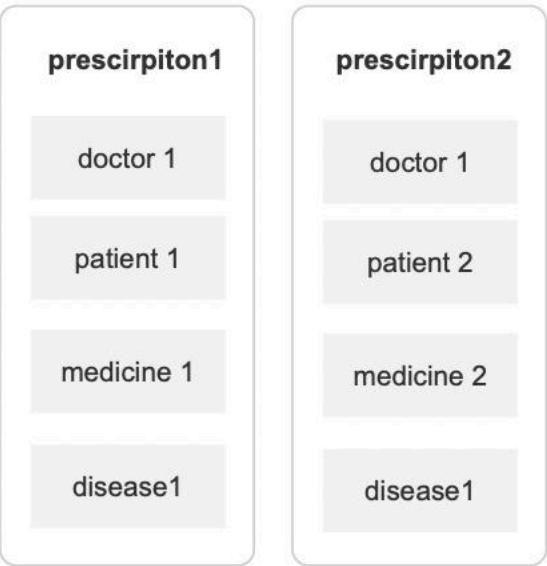 prescirpiton1
doctor 1
patient 1
medicine 1
disease1
prescirpiton2
doctor 1
patient 2
medicine 2
disease1